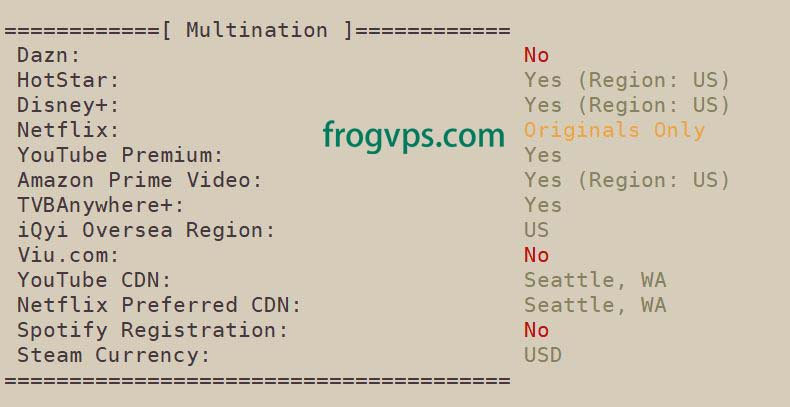 ============[ Multination ]============
Dazn: No
HotStar: Yes (Region: US)
Disney+: Yes (Region: US)
Netflix: Originals Only
frogvps.com
YouTube Premium: Yes
Amazon Prime Video: Yes (Region: US)
TVBAnywhere+: Yes
iQyi Oversea Region: US
Viu.com: No
YouTube CDN: Seattle, WA
Netflix Preferred CDN: Seattle, WA
Spotify Registration: No
Steam Currency: USD
=======================================